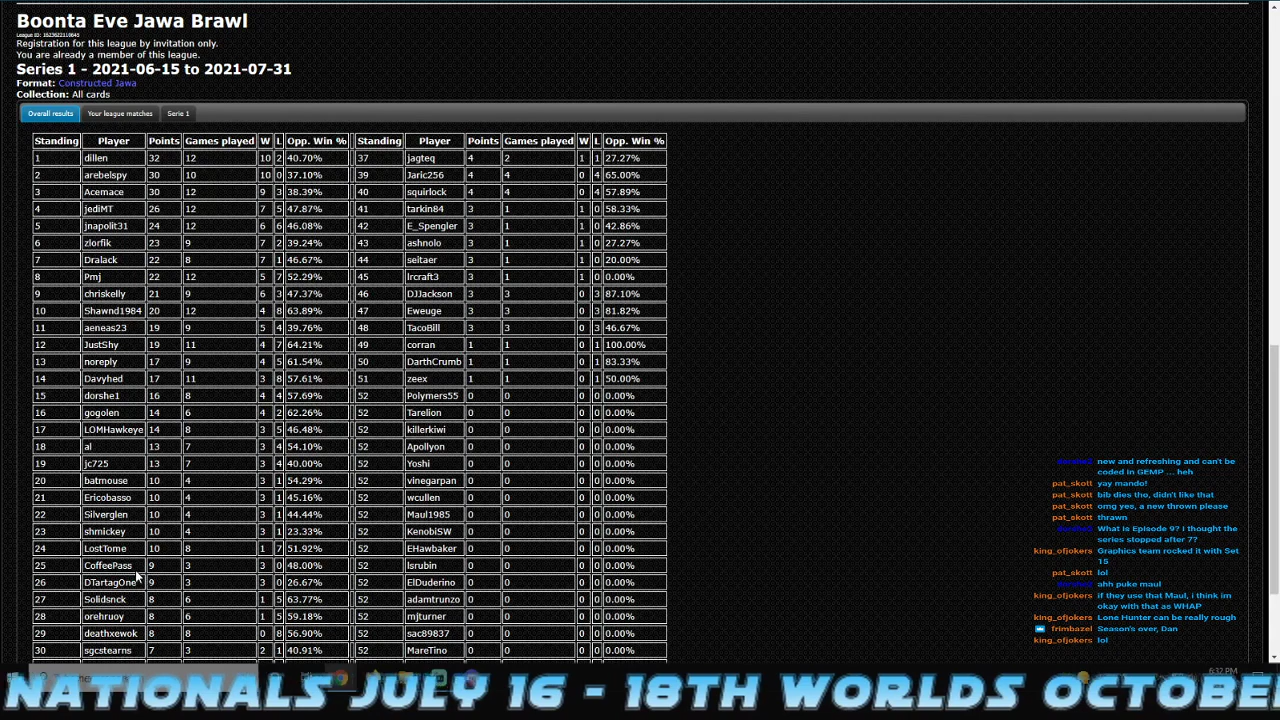 Boonta Eve Jawa Brawl
Registration for this league by invitation only.
You are already a member of this league.
Series 1 - 2021-06-15 to 2021-07-31
Format: Constructed Jawa
Collection: All cards
Overall results Your league matches Serie 1
Standing Player Points Games played W L Opp. Win % Standing Player Points Games played W L Opp. Win %
1 dillen 32 12 10 2 40.70% 37 jagteq 4 2 1 1 27.27%
2 arebelspy 30 10 10 0 37.10% 39 Jaric256 4 4 0 4 65.00%
3 Acemace 30 12 9 3 38.39% 40 squirlock 4 4 0 4 57.89%
4 jediMT 26 12 7 5 47.87% 41 tarkin84 3 1 1 0 58.33%
5 jnapolit31 24 12 6 6 46.08% 42 E_Spengler 3 1 1 0 42.86%
6 zlorfik 23 9 7 2 39.24% 43 ashnolo 3 1 1 0 27.27%
7 Dralack 22 8 7 1 46.67% 44 seltaer 3 1 1 0 20.00%
8 Pmj 22 12 5 7 52.29% 45 lrcraft3 3 1 1 0 0.00%
9 chriskelly 21 9 6 3 47.37% 46 DJJackson 3 3 0 3 87.10%
10 Shawnd1984 20 12 4 8 63.89% 47 Eweuge 3 3 0 3 81.82%
11 aeneas23 19 9 5 4 39.76% 48 TacoBill 3 3 0 3 46.67%
12 JustShy 19 11 4 7 64.21% 49 corran 1 1 0 1 100.00%
13 noreply 17 9 4 5 61.54% 50 DarthCrumb 1 1 0 1 83.33%
14 Davyhed 17 11 3 8 57.61% 51 zeex 1 1 0 1 50.00%
15 dorshe1 16 8 4 4 57.69% 52 Polymers55 0 0 0 0 0.00%
16 gogolen 14 6 4 2 62.26% 52 Tarelion 0 0 0 0 0.00%
17 LOMHawkeye 14 8 3 5 46.48% 52 killerkiwi 0 0 0 0 0.00%
18 al 13 7 3 4 54.10% 52 Apollyon 0 0 0 0 0.00%
19 jc725 13 7 3 4 40.00% 52 Yoshi 0 0 0 0 0.00%
20 batmouse 10 4 3 1 54.29% 52 vinegarpan 0 0 0 0 0.00%
21 Ericobasso 10 4 3 1 45.16% 52 wcullen 0 0 0 0 0.00%
22 Silverglen 10 4 3 1 44.44% 52 Maul1985 0 0 0 0 0.00%
23 shmickey 10 4 3 1 23.33% 52 KenobiSW 0 0 0 0 0.00%
24 LostTome 10 8 1 7 51.92% 52 EHawbaker 0 0 0 0 0.00%
25 CoffeePass 9 3 3 0 48.00% 52 lsrubin 0 0 0 0 0.00%
26 DTartagOne 9 3 3 0 26.67% 52 ElDuderino 0 0 0 0 0.00%
27 Solidsnck 8 6 1 5 63.77% 52 adamtrunzo 0 0 0 0 0.00%
28 orehruoy 8 6 1 5 59.18% 52 mjturner 0 0 0 0 0.00%
29 deathxewok 8 8 0 8 56.90% 52 sac89837 0 0 0 0 0.00%
30 sgcstearns 7 3 2 1 40.91% 52 MareTino 0 0 0 0 0.00%
new and refreshing and can't be
coded in GEMP ... heh
pat_skott yay mando!
pat_skott bib dies tho, didn't like that
pat_skott omg yes, a new thrown please
pat_skott thrawn
What is Episode 9? I thought the
series stopped after 7?
king_ofjokers Graphics team rocked it with Set
15
pat_skott lol
ahh puke maul
king_ofjokers if they use that Maul, i think im
okay with that as WHAP
king_ofjokers Lone Hunter can be really rough
frimbazel Season's over, Dan
king_ofjokers lol
6:32 PM
NATIONALS JULY 16 - 18TH WORLDS OCTOBE